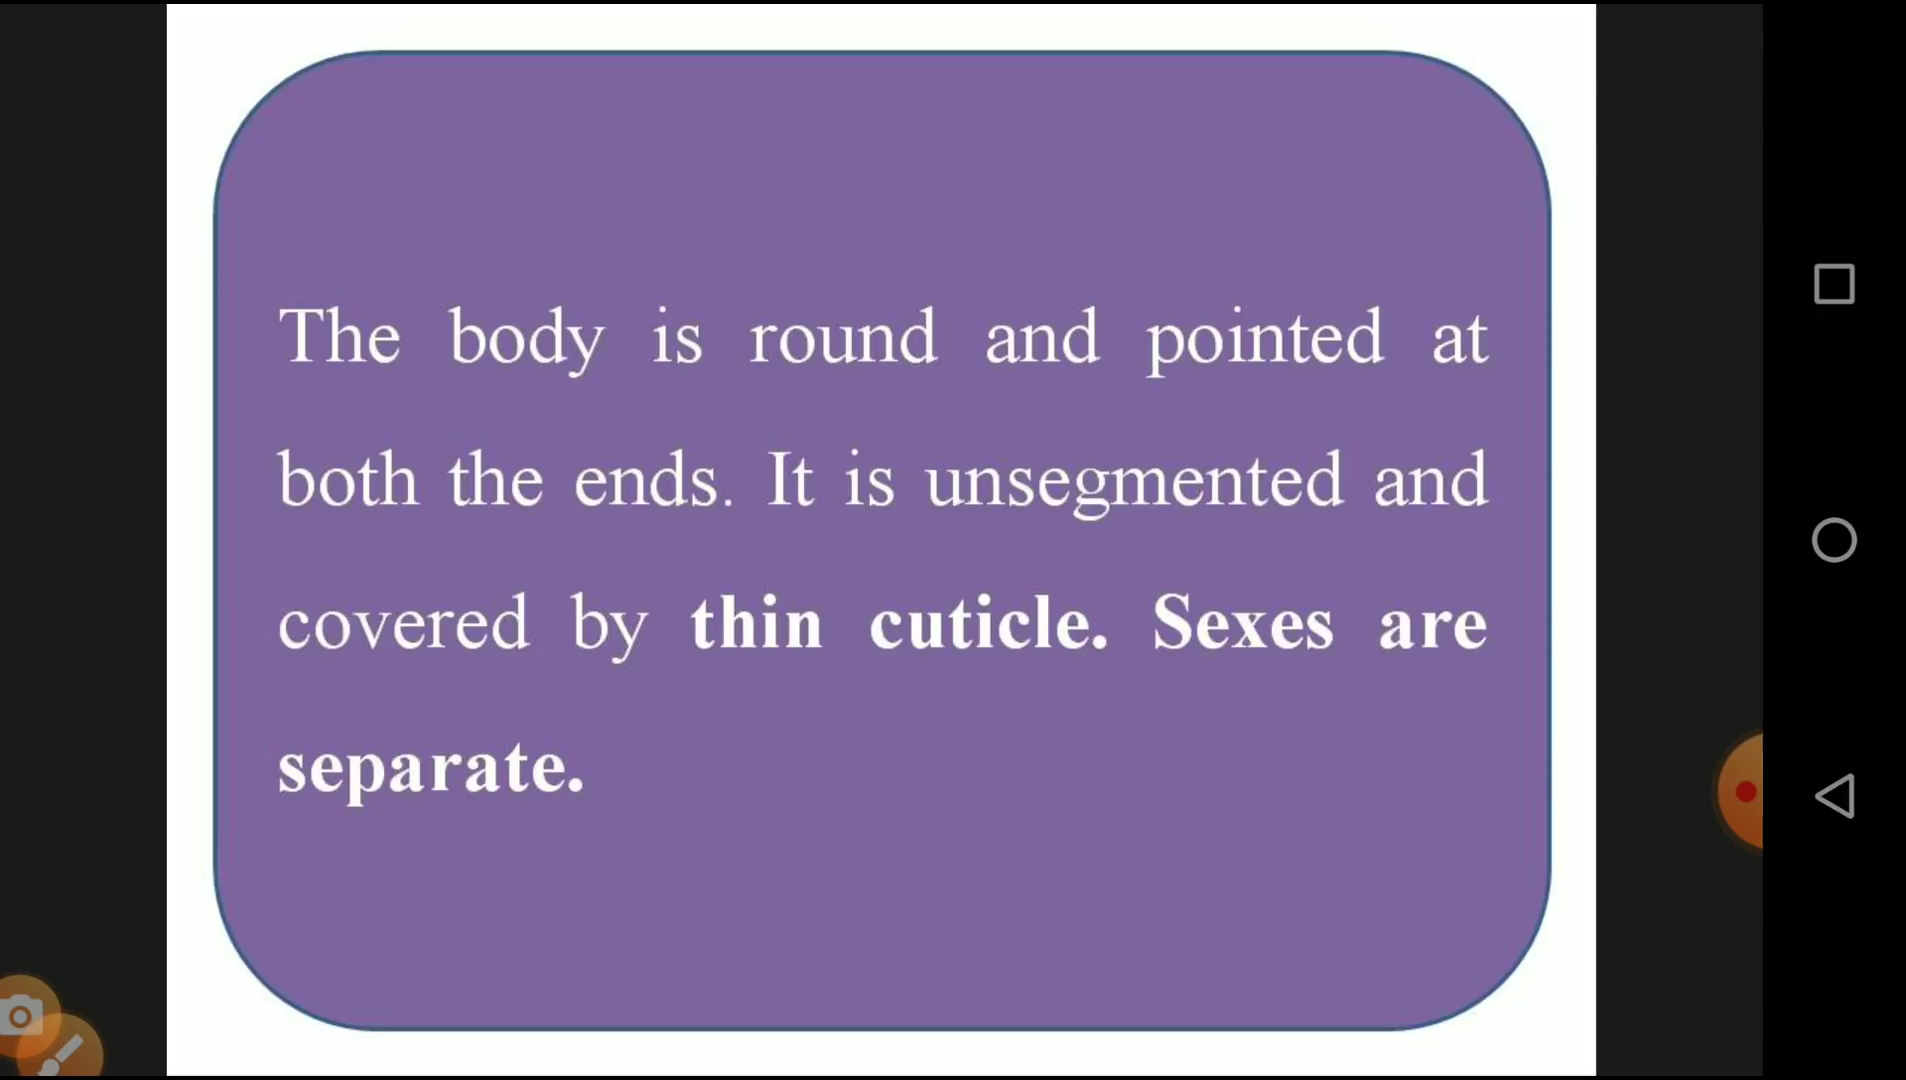 The body is round and pointed at
both the ends. It is unsegmented and
covered by thin cuticle. Sexes are
separate.